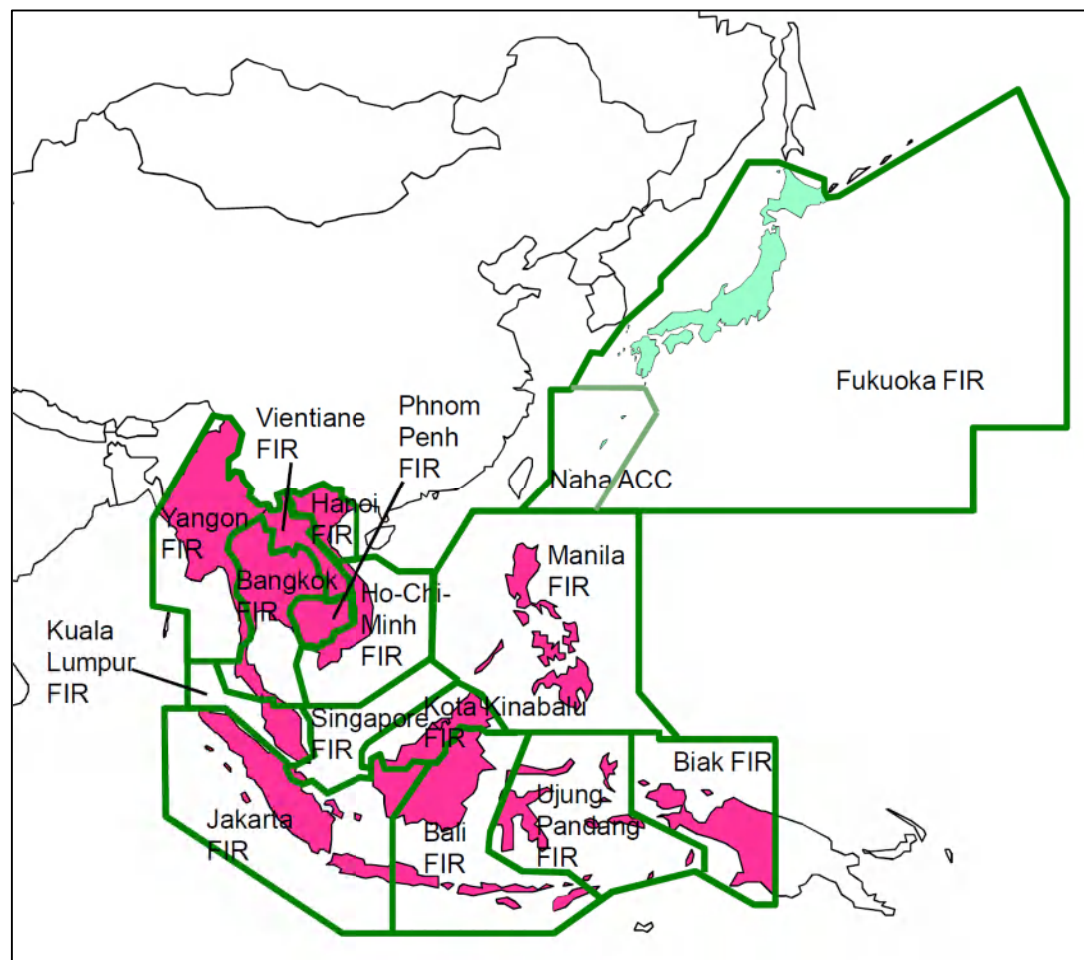 Fukuoka FIR
Naha ACC
Vientiane
FIR
Phnom
Penh
FIR
Hanoi
FIR
Yangon
FIR
Bangkok
FIR
Ho-Chi-
Minh
FIR
Manila
FIR
Kuala
Lumpur
FIR
Singapore
FIR
Kota Kinabalu
FIR
Biak FIR
Jakarta
FIR
Bali
FIR
Ujung
Pandang
FIR